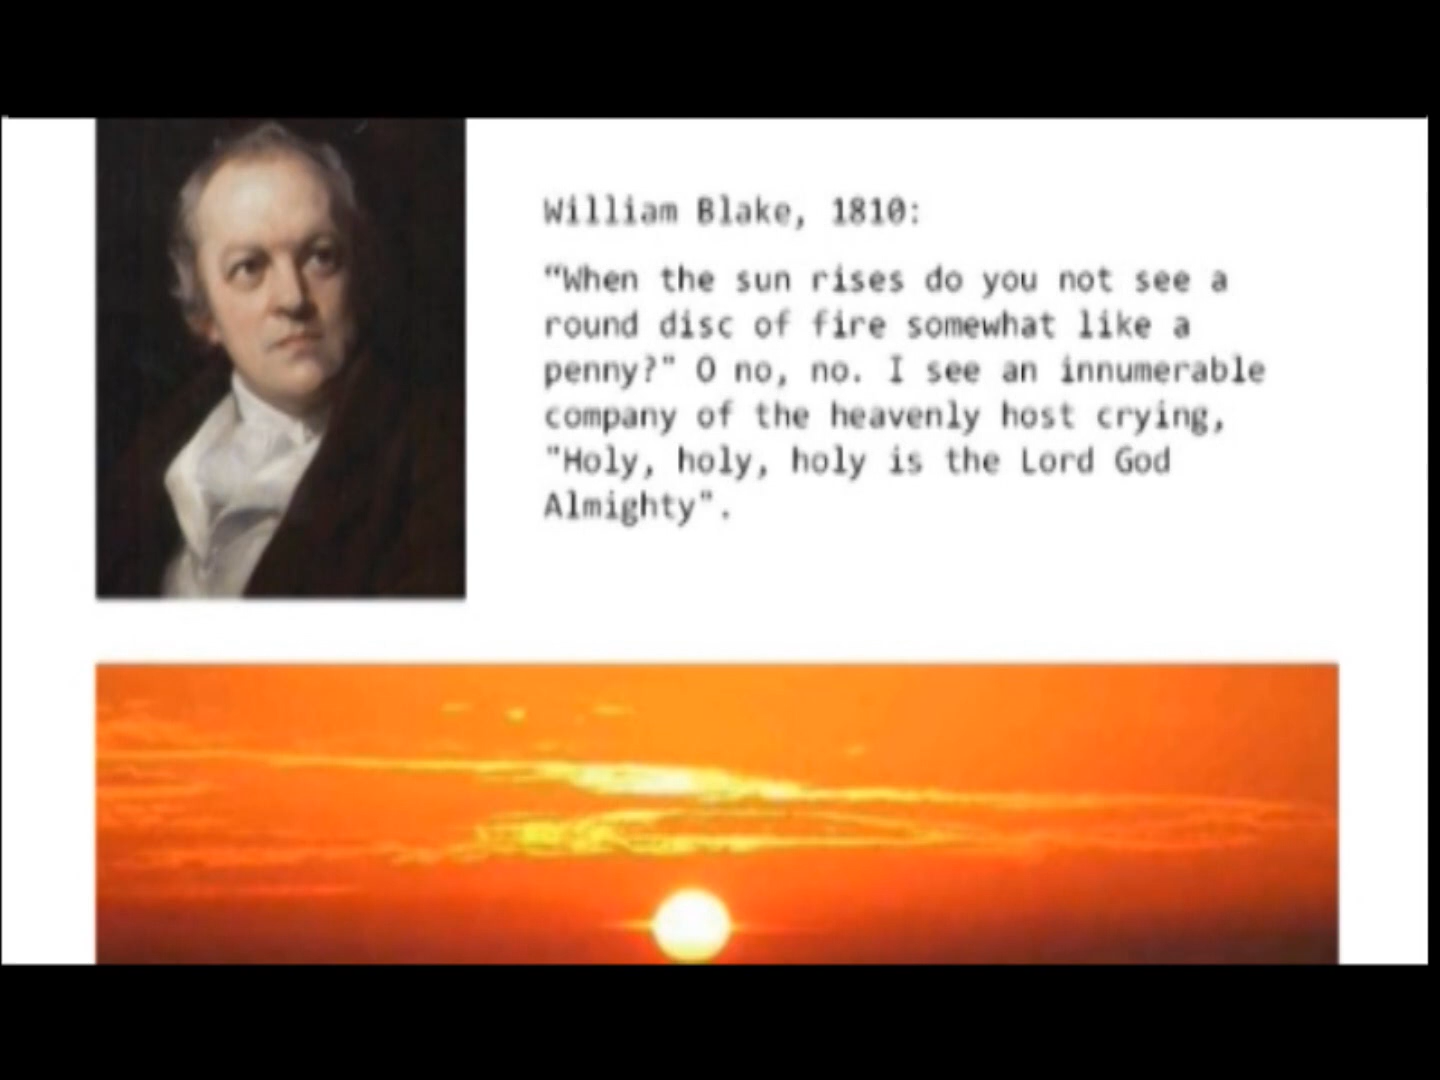 William Blake, 1810:
“When the sun rises do you not see a
round disc of fire somewhat like a
penny?" O no, no. I see an innumerable
company of the heavenly host crying,
"Holy, holy, holy is the Lord God
Almighty".